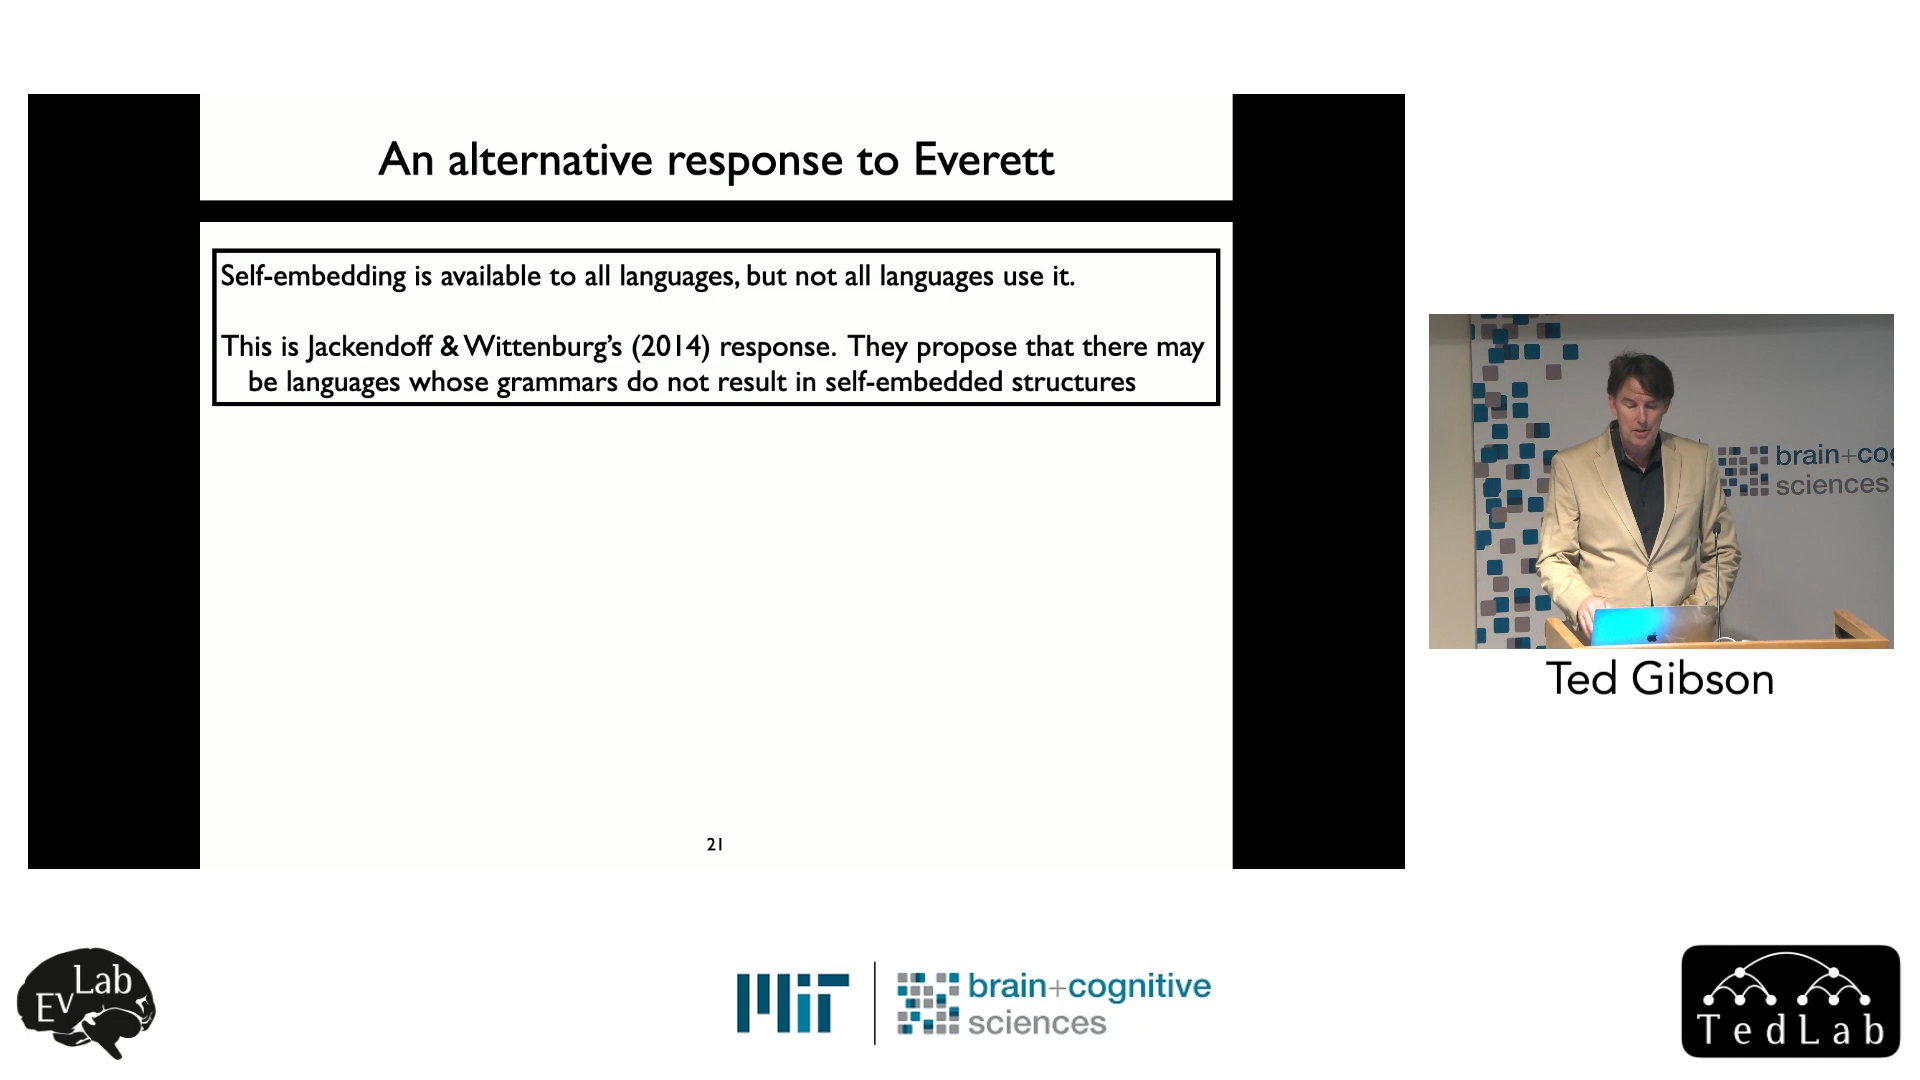 An alternative response to Everett
Self-embedding is available to all languages, but not all languages use it.
This is Jackendoff & Wittenburg’s (2014) response. They propose that there may
be languages whose grammars do not result in self-embedded structures
21
brain+cog
sciences
Ted Gibson
EV Lab
MIT
brain+cognitive
sciences
TedLab